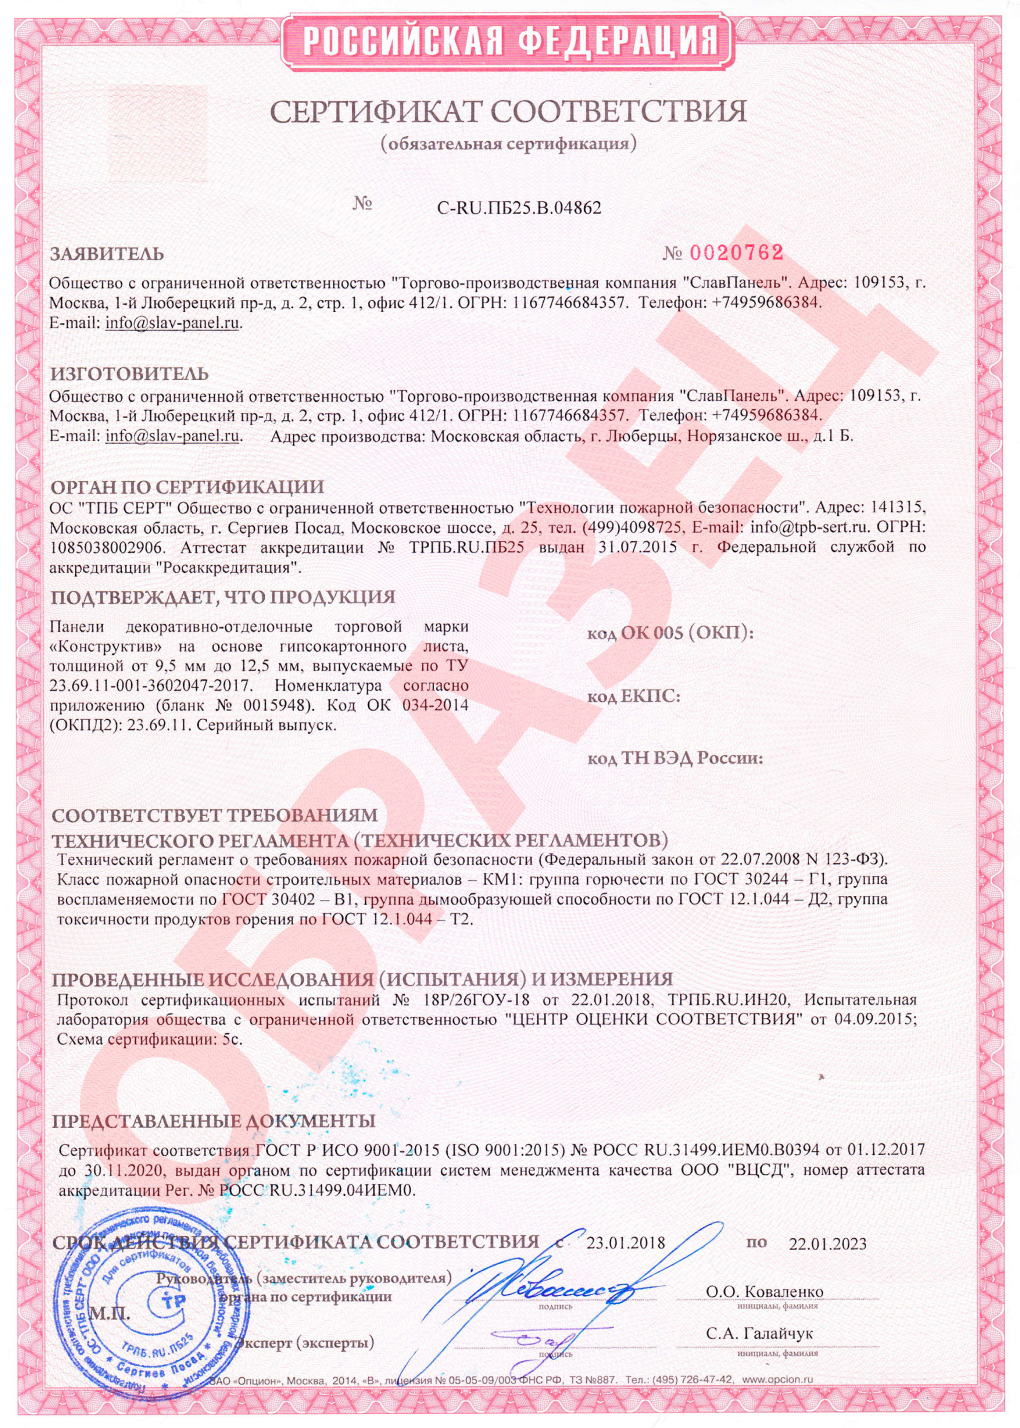 РОССИЙСКАЯ ФЕДЕРАЦИЯ
СЕРТИФИКАТ СООТВЕТСТВИЯ
(обязательная сертификация)
№ C-RU.ПБ25.В.04862
ЗАЯВИТЕЛЬ
№ 0020762
Общество с ограниченной ответственностью "Торгово-производственная компания "СлавПанель". Адрес: 109153, г.
Москва, 1-й Люберецкий пр-д, д. 2, стр. 1, офис 412/1. ОГРН: 1167746684357. Телефон: +74959686384.
E-mail: info@slav-panel.ru.
ИЗГОТОВИТЕЛЬ
Общество с ограниченной ответственностью "Торгово-производственная компания "СлавПанель". Адрес: 109153, г.
Москва, 1-й Люберецкий пр-д, д. 2, стр. 1, офис 412/1. ОГРН: 1167746684357. Телефон: +74959686384.
E-mail: info@slav-panel.ru. Адрес производства: Московская область, г. Люберцы, Норязанское ш., д.1 Б.
ОРГАН ПО СЕРТИФИКАЦИИ
ОС "ТПБ СЕРТ" Общество с ограниченной ответственностью "Технологии пожарной безопасности". Адрес: 141315,
Московская область, г. Сергиев Посад, Московское шоссе, д. 25, тел. (499)4098725, E-mail: info@tpb-sert.ru. ОГРН:
1085038002906. Аттестат аккредитации № ТРПБ.RU.ПБ25 выдан 31.07.2015 г. Федеральной службой по
аккредитации "Росаккредитация".
ПОДТВЕРЖДАЕТ, ЧТО ПРОДУКЦИЯ
Панели декоративно-отделочные торговой марки
«Конструктив» на основе гипсокартонного листа,
толщиной от 9,5 мм до 12,5 мм, выпускаемые по ТУ
23.69.11-001-3602047-2017. Номенклатура согласно
приложению (бланк № 0015948). Код ОК 034-2014
(ОКПД2): 23.69.11. Серийный выпуск.
код ОК 005 (ОКП):
код ЕКПС:
код ТН ВЭД России:
СООТВЕТСТВУЕТ ТРЕБОВАНИЯМ
ТЕХНИЧЕСКОГО РЕГЛАМЕНТА (ТЕХНИЧЕСКИХ РЕГЛАМЕНТОВ)
Технический регламент о требованиях пожарной безопасности (Федеральный закон от 22.07.2008 N 123-ФЗ).
Класс пожарной опасности строительных материалов – КМ1: группа горючести по ГОСТ 30244 – Г1, группа
воспламеняемости по ГОСТ 30402 – В1, группа дымообразующей способности по ГОСТ 12.1.044 – Д2, группа
токсичности продуктов горения по ГОСТ 12.1.044 – Т2.
ПРОВЕДЕННЫЕ ИССЛЕДОВАНИЯ (ИСПЫТАНИЯ) И ИЗМЕРЕНИЯ
Протокол сертификационных испытаний № 18Р/26ГОУ-18 от 22.01.2018, ТРПБ.RU.ИН20, Испытательная
лаборатория общества с ограниченной ответственностью "ЦЕНТР ОЦЕНКИ СООТВЕТСТВИЯ" от 04.09.2015;
Схема сертификации: 5с.
ПРЕДСТАВЛЕННЫЕ ДОКУМЕНТЫ
Сертификат соответствия ГОСТ Р ИСО 9001-2015 (ISO 9001:2015) № РОСС RU.31499.ИЕМ0.В0394 от 01.12.2017
до 30.11.2020, выдан органом по сертификации систем менеджмента качества ООО "ВЦСД", номер аттестата
аккредитации Рег. № РОСС RU.31499.04ИЕМ0.
СРОК ДЕЙСТВИЯ СЕРТИФИКАТА СООТВЕТСТВИЯ с 23.01.2018 по 22.01.2023
Руководитель (заместитель руководителя)
органа по сертификации
О.О. Коваленко
подпись
инициалы, фамилия
М.П.
Эксперт (эксперты)
С.А. Галайчук
подпись
инициалы, фамилия
Для сертификатов
ТР
ТРПБ.RU.ПБ25
* Сергиев Посад *
ЗАО «Опцион», Москва, 2014, «В», лицензия № 05-05-09/003 ФНС РФ, ТЗ №887. Тел.: (495) 726-47-42, www.opcion.ru
ОБРАЗЕЦ